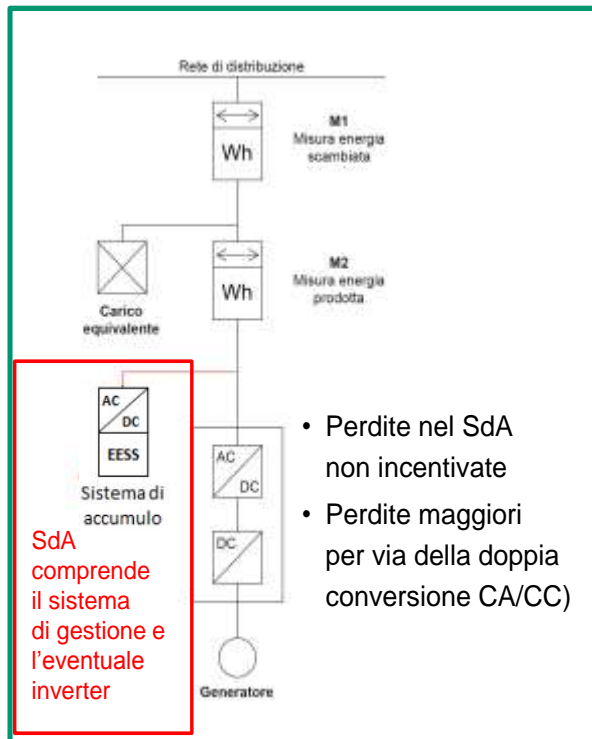 Rete di distribuzione
M1
Misura energia
scambiata
Wh
M2
Misura energia
prodotta
Wh
Carico
equivalente
AC
DC
EESS
Sistema di
accumulo
SdA
comprende
il sistema
di gestione e
l'eventuale
inverter
AC
DC
DC
Generatore
• Perdite nel SdA
non incentivate
• Perdite maggiori
per via della doppia
conversione CA/CC)